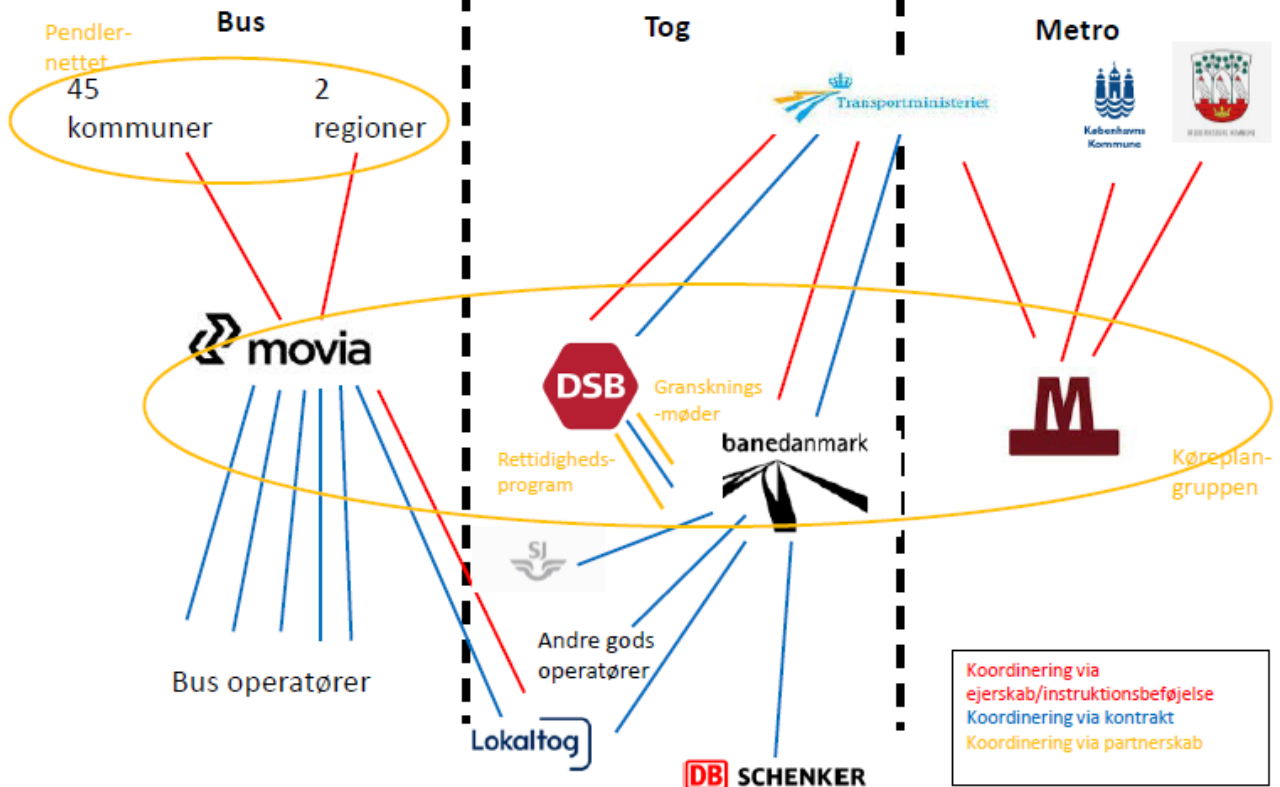 Bus
Tog
Metro
Pendler-
nettet
45
kommuner
2
regioner
Transportministeriet
Københavns
Kommune
movia
DSB
Gransknings
-møder
Rettidigheds-
program
banedanmark
M
Køreplan-
gruppen
SJ
Andre gods
operatører
Bus operatører
Lokaltog
DB SCHENKER
Koordinering via
ejerskab/instruktionsbeføjelse
Koordinering via kontrakt
Koordinering via partnerskab